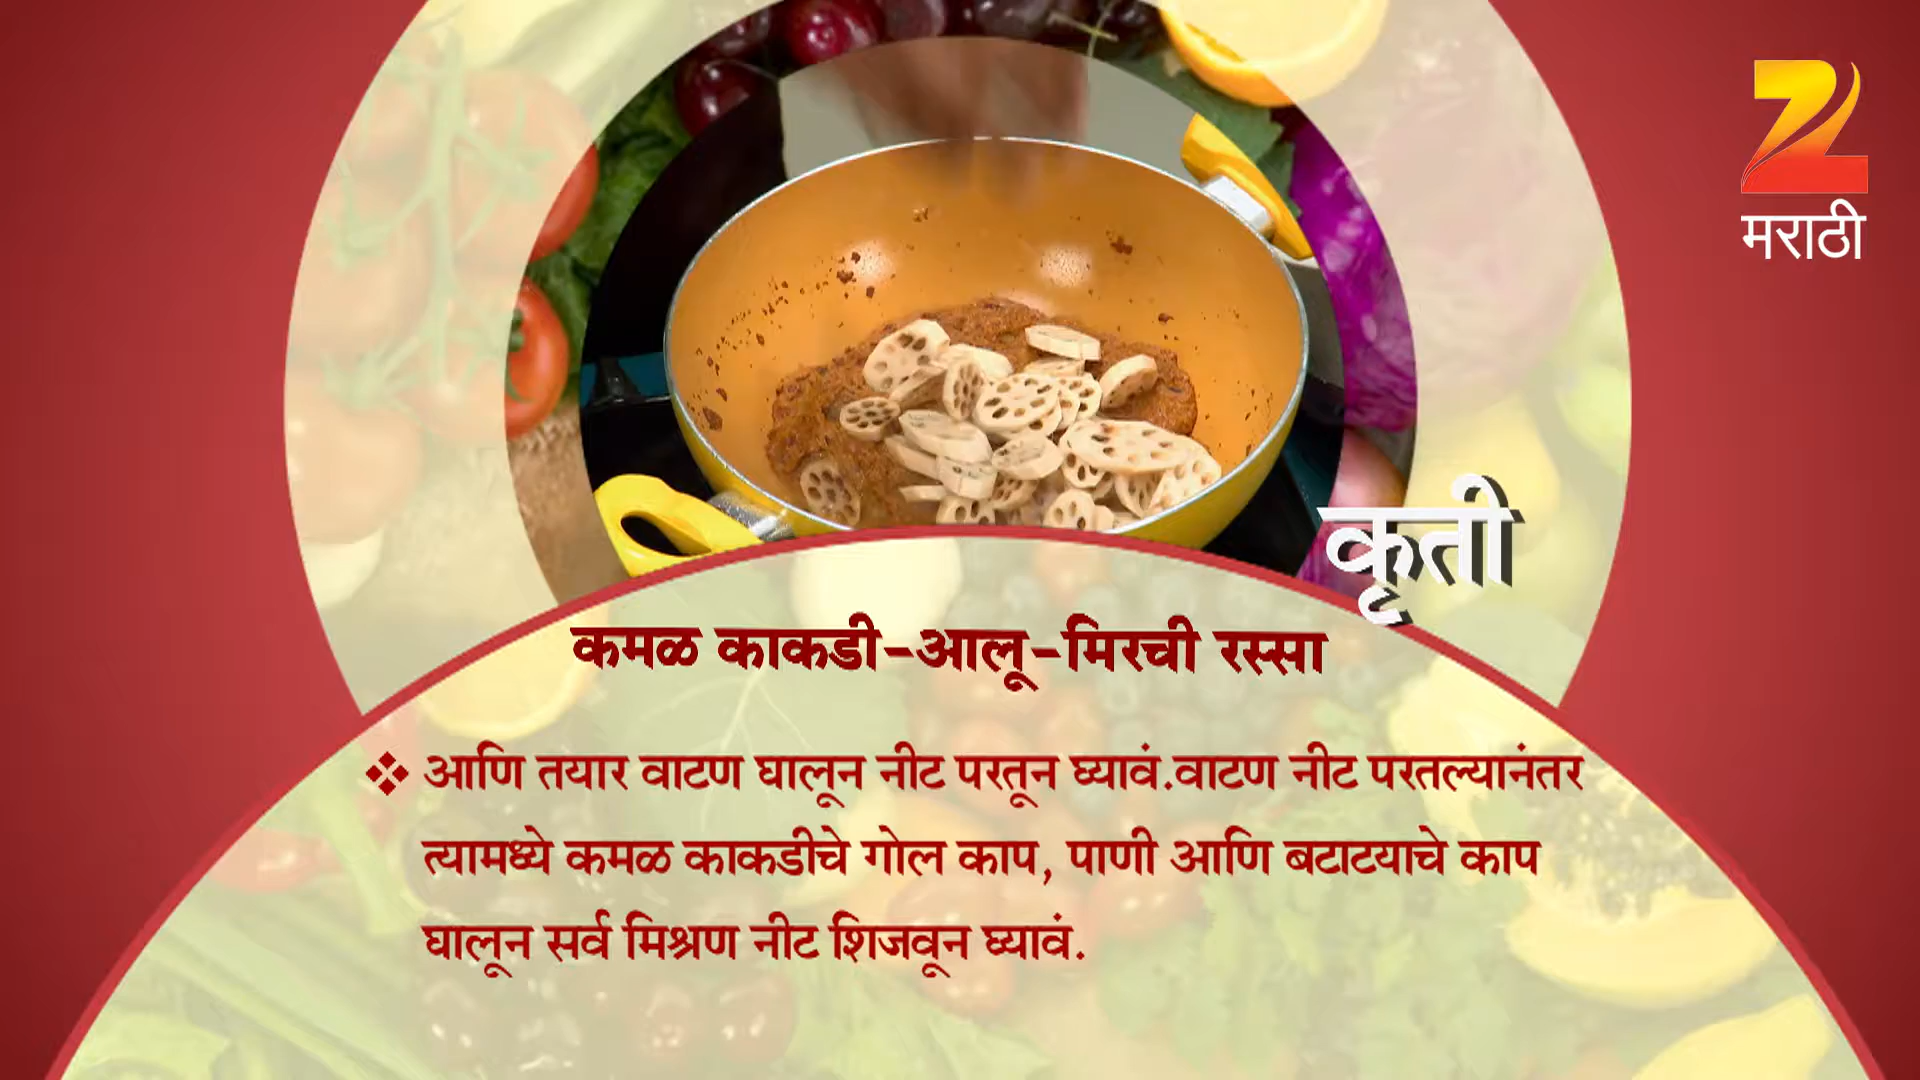 मराठी
कृती
कमळ काकडी-आलू-मिरची रस्सा
❖ आणि तयार वाटण घालून नीट परतून घ्यावं.वाटण नीट परतल्यानंतर
त्यामध्ये कमळ काकडीचे गोल काप, पाणी आणि बटाटयाचे काप
घालून सर्व मिश्रण नीट शिजवून घ्यावं.